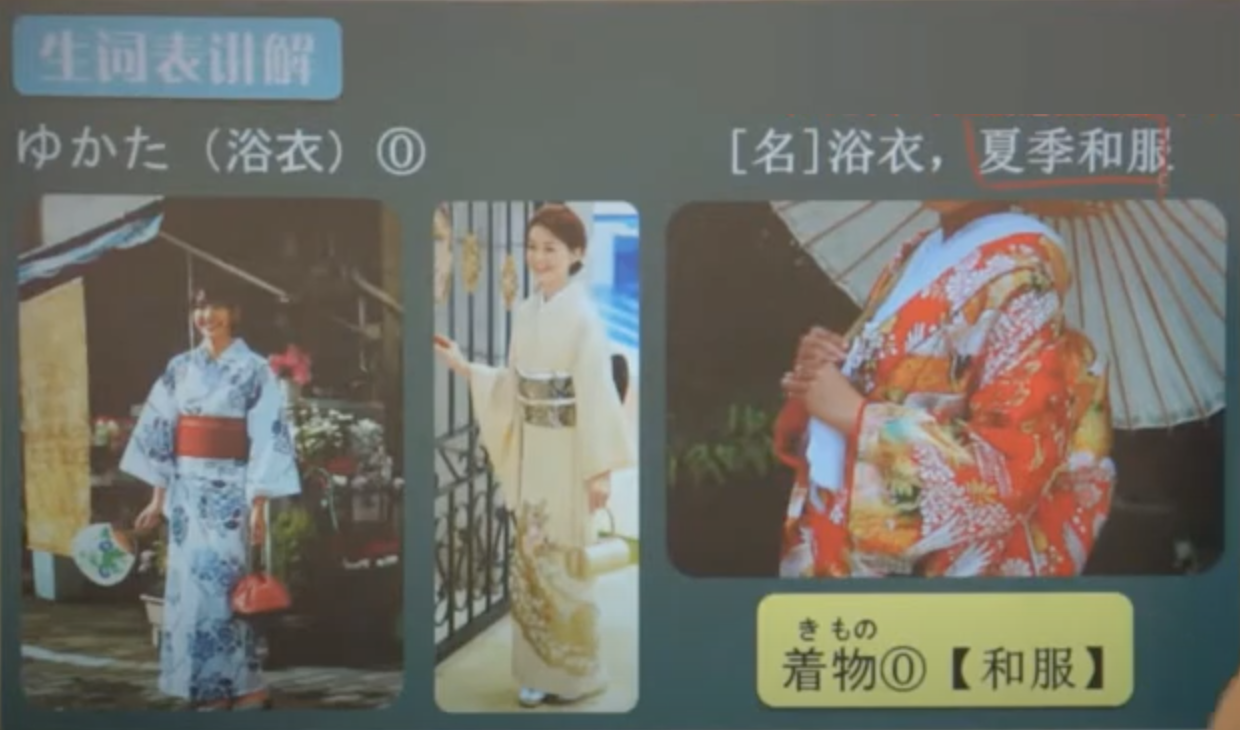 生词表讲解
ゆかた（浴衣）⓪
[名]浴衣，夏季和服
き もの
着物⓪【和服】